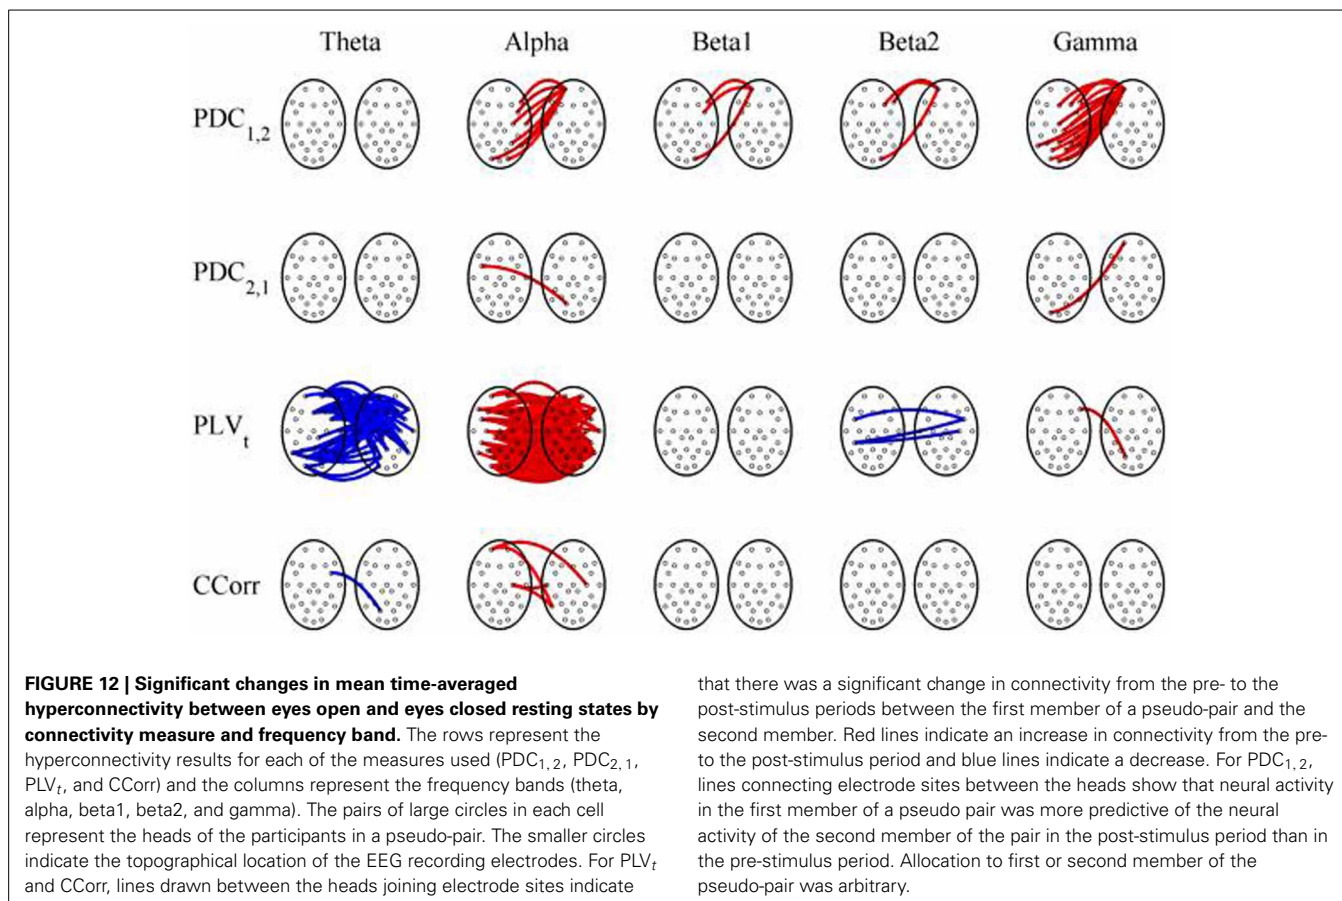 Theta Alpha Beta1 Beta2 Gamma
PDC1,2
PDC2,1
PLVt
CCorr
FIGURE 12 | Significant changes in mean time-averaged
hyperconnectivity between eyes open and eyes closed resting states by
connectivity measure and frequency band. The rows represent the
hyperconnectivity results for each of the measures used (PDC1, 2, PDC2, 1,
PLVt, and CCorr) and the columns represent the frequency bands (theta,
alpha, beta1, beta2, and gamma). The pairs of large circles in each cell
represent the heads of the participants in a pseudo-pair. The smaller circles
indicate the topographical location of the EEG recording electrodes. For PLVt
and CCorr, lines drawn between the heads joining electrode sites indicate
that there was a significant change in connectivity from the pre- to the
post-stimulus periods between the first member of a pseudo-pair and the
second member. Red lines indicate an increase in connectivity from the pre-
to the post-stimulus period and blue lines indicate a decrease. For PDC1, 2,
lines connecting electrode sites between the heads show that neural activity
in the first member of a pseudo pair was more predictive of the neural
activity of the second member of the pair in the post-stimulus period than in
the pre-stimulus period. Allocation to first or second member of the
pseudo-pair was arbitrary.